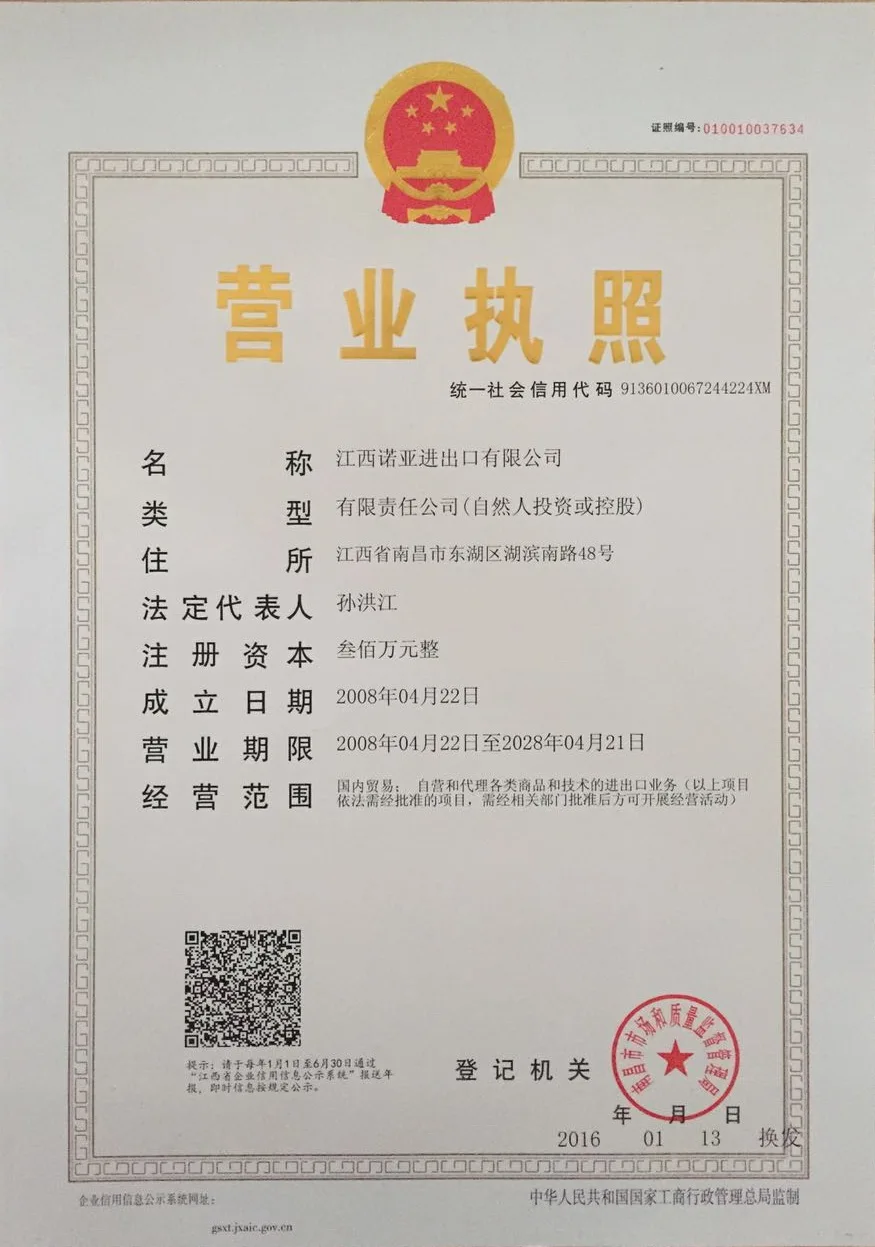 证照编号:010010037634
营业执照
统一社会信用代码 9136010067244224XM
名称 江西诺亚进出口有限公司
类型 有限责任公司(自然人投资或控股)
住所 江西省南昌市东湖区湖滨南路48号
法定代表人 孙洪江
注册资本 叁佰万元整
成立日期 2008年04月22日
营业期限 2008年04月22日至2028年04月21日
经营范围 国内贸易； 自营和代理各类商品和技术的进出口业务（以上项目
依法需经批准的项目，需经相关部门批准后方可开展经营活动）
提示：请于每年1月1日至6月30日通过
“江西省企业信用信息公示系统”报送年
报，即时信息按规定公示。
登记机关
南昌市市场和质量监督管理局
年 月 日
2016 01 13 换发
企业信用信息公示系统网址：
gsxt.jxaic.gov.cn
中华人民共和国国家工商行政管理总局监制